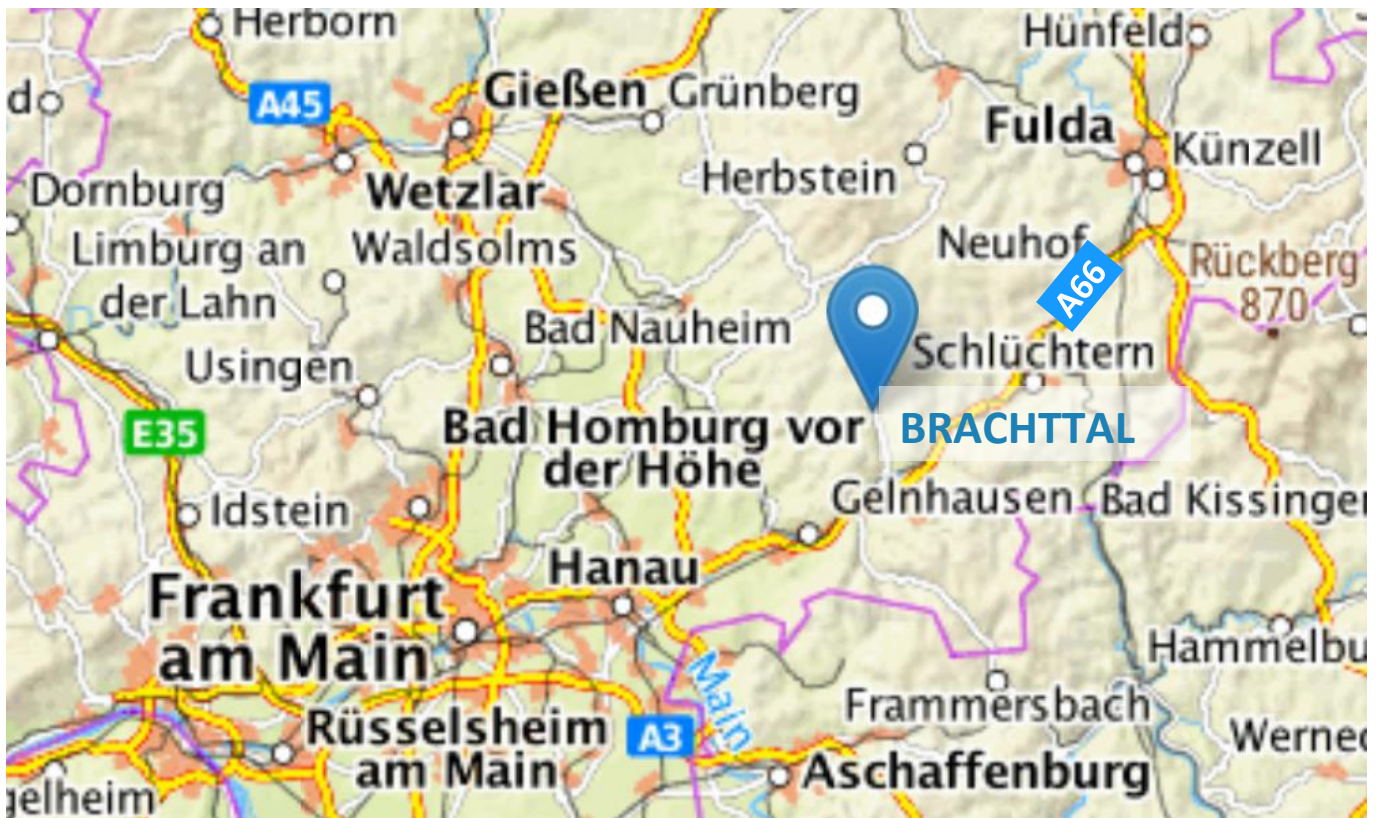 Herborn
Hünfeld
A45
Gießen
Grünberg
d
Fulda
Künzell
Herbstein
Wetzlar
Dornburg
Limburg an
der Lahn
Waldsolms
Neuhof
A66
Rückberg
870
Bad Nauheim
Schlüchtern
Usingen
E35
Bad Homburg vor
der Höhe
BRACHTTAL
Gelnhausen
Bad Kissingen
Idstein
Hanau
Frankfurt
am Main
Main
Hammelbu
Frammersbach
Rüsselsheim
am Main
A3
Wernec
Aschaffenburg
gelheim